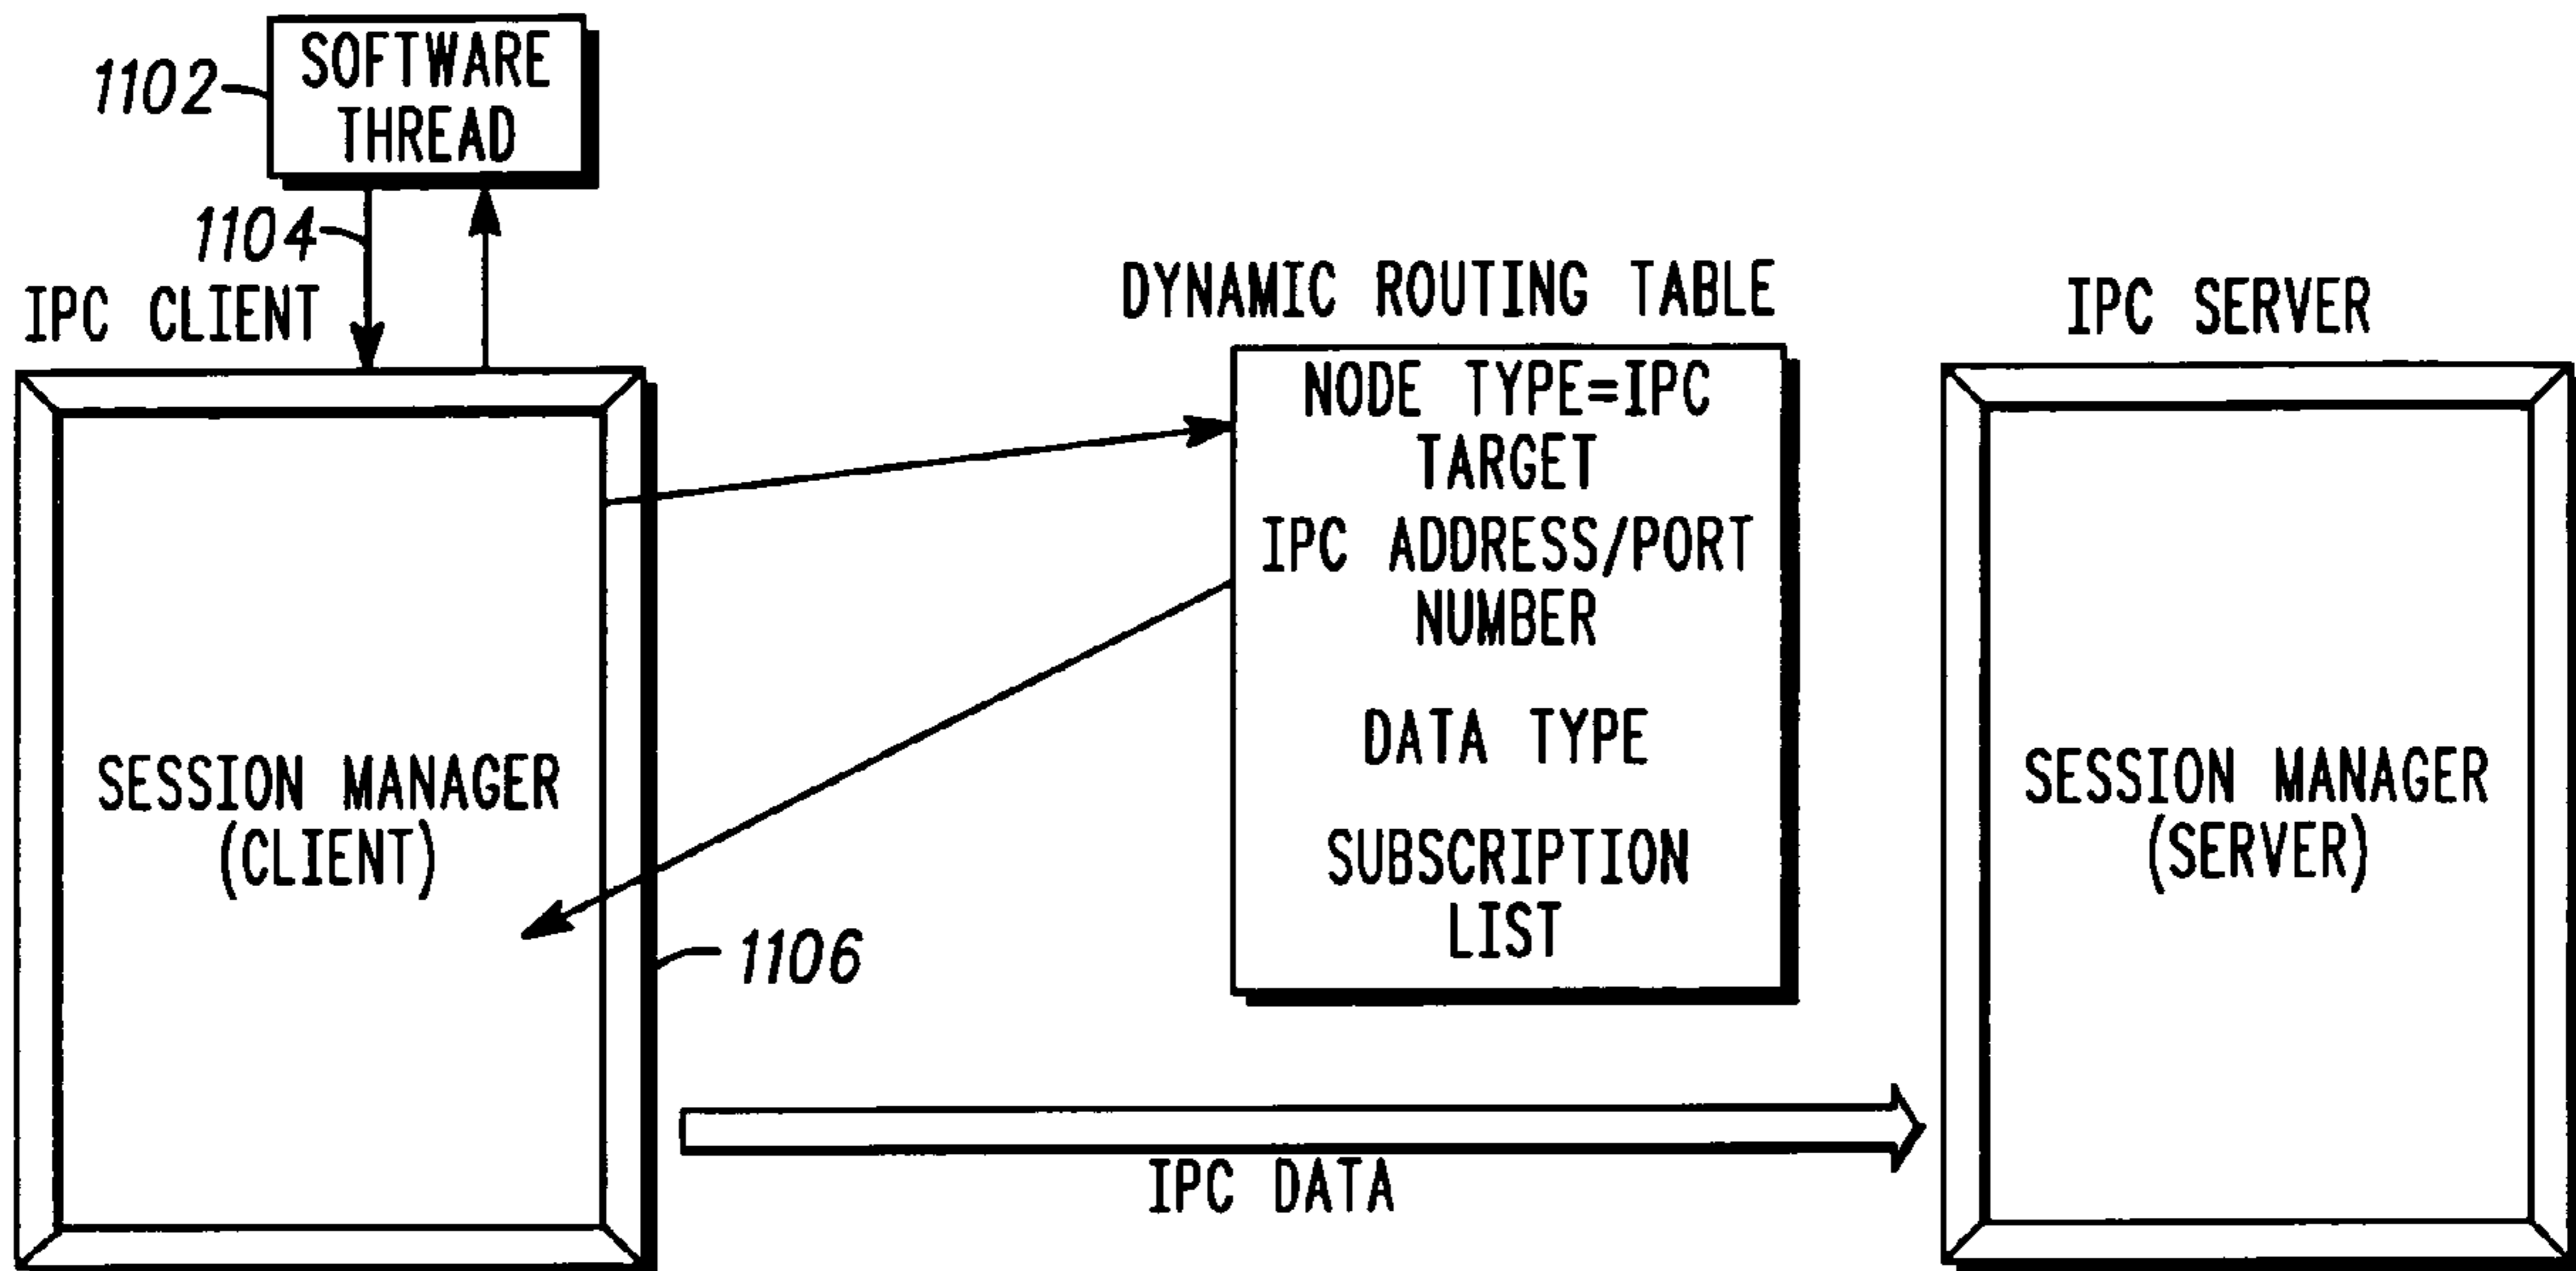 1102
SOFTWARE
THREAD
1104
IPC CLIENT
SESSION MANAGER
(CLIENT)
1106
DYNAMIC ROUTING TABLE
NODE TYPE=IPC
TARGET
IPC ADDRESS/PORT
NUMBER
DATA TYPE
SUBSCRIPTION
LIST
IPC DATA
IPC SERVER
SESSION MANAGER
(SERVER)